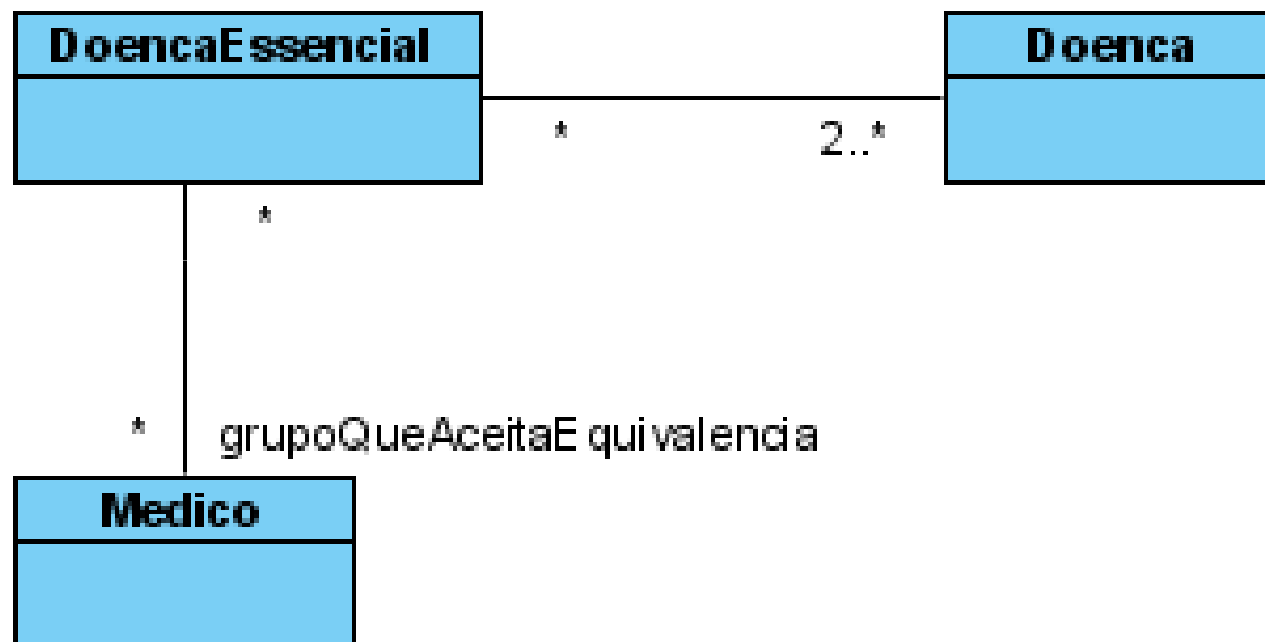 DoencaEssencial
Doenca
*
2..*
*
*
grupoQueAceitaEquivalencia
Medico